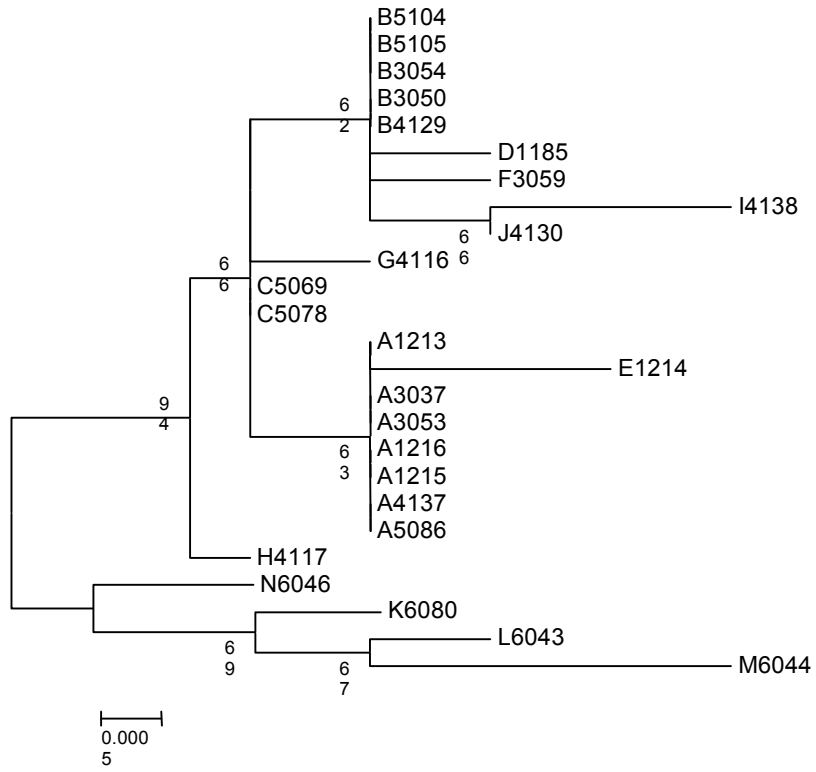 B5104
B5105
B3054
B3050
6
2
B4129
D1185
F3059
I4138
J4130
6
6
G4116
6
6
C5069
C5078
A1213
E1214
A3037
9
4
A3053
A1216
6
3
A1215
A4137
A5086
H4117
N6046
K6080
L6043
6
9
M6044
6
7
0.000
5